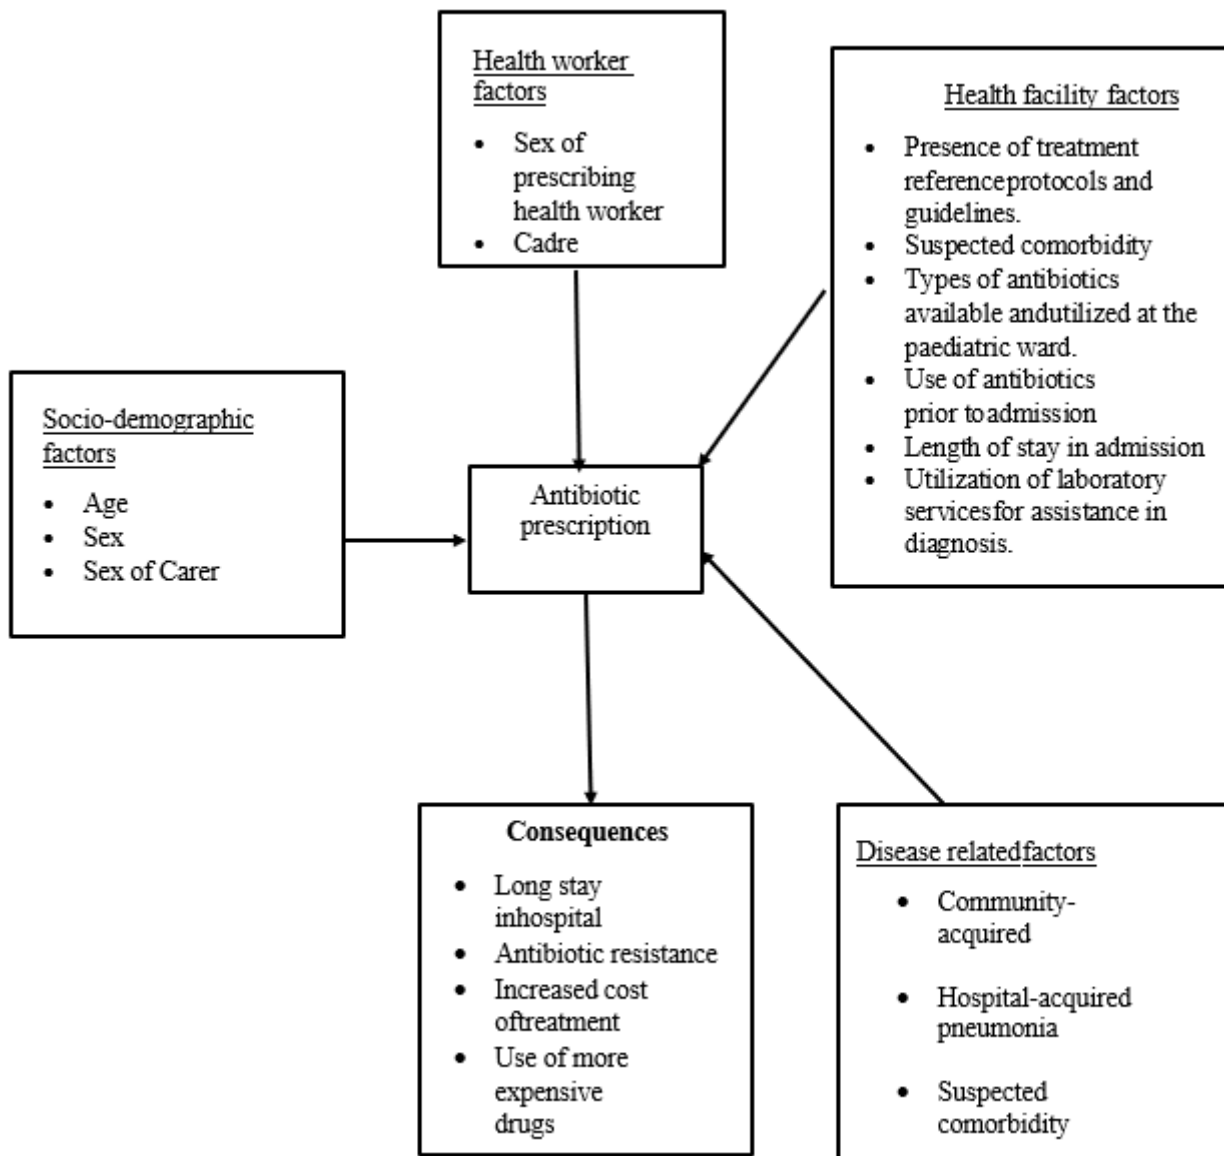 Health worker
factors
• Sex of
prescribing
health worker
• Cadre
Health facility factors
• Presence of treatment
referenceprotocols and
guidelines.
• Suspected comorbidity
• Types of antibiotics
available andutilized at the
paediatric ward.
• Use of antibiotics
prior toadmission
• Length of stay in admission
• Utilization of laboratory
servicesfor assistance in
diagnosis.
Socio-demographic
factors
• Age
• Sex
• Sex of Carer
Antibiotic
prescription
Consequences
• Long stay
inhospital
• Antibiotic resistance
• Increased cost
oftreatment
• Use of more
expensive
drugs
Disease relatedfactors
• Community-
acquired
• Hospital-acquired
pneumonia
• Suspected
comorbidity